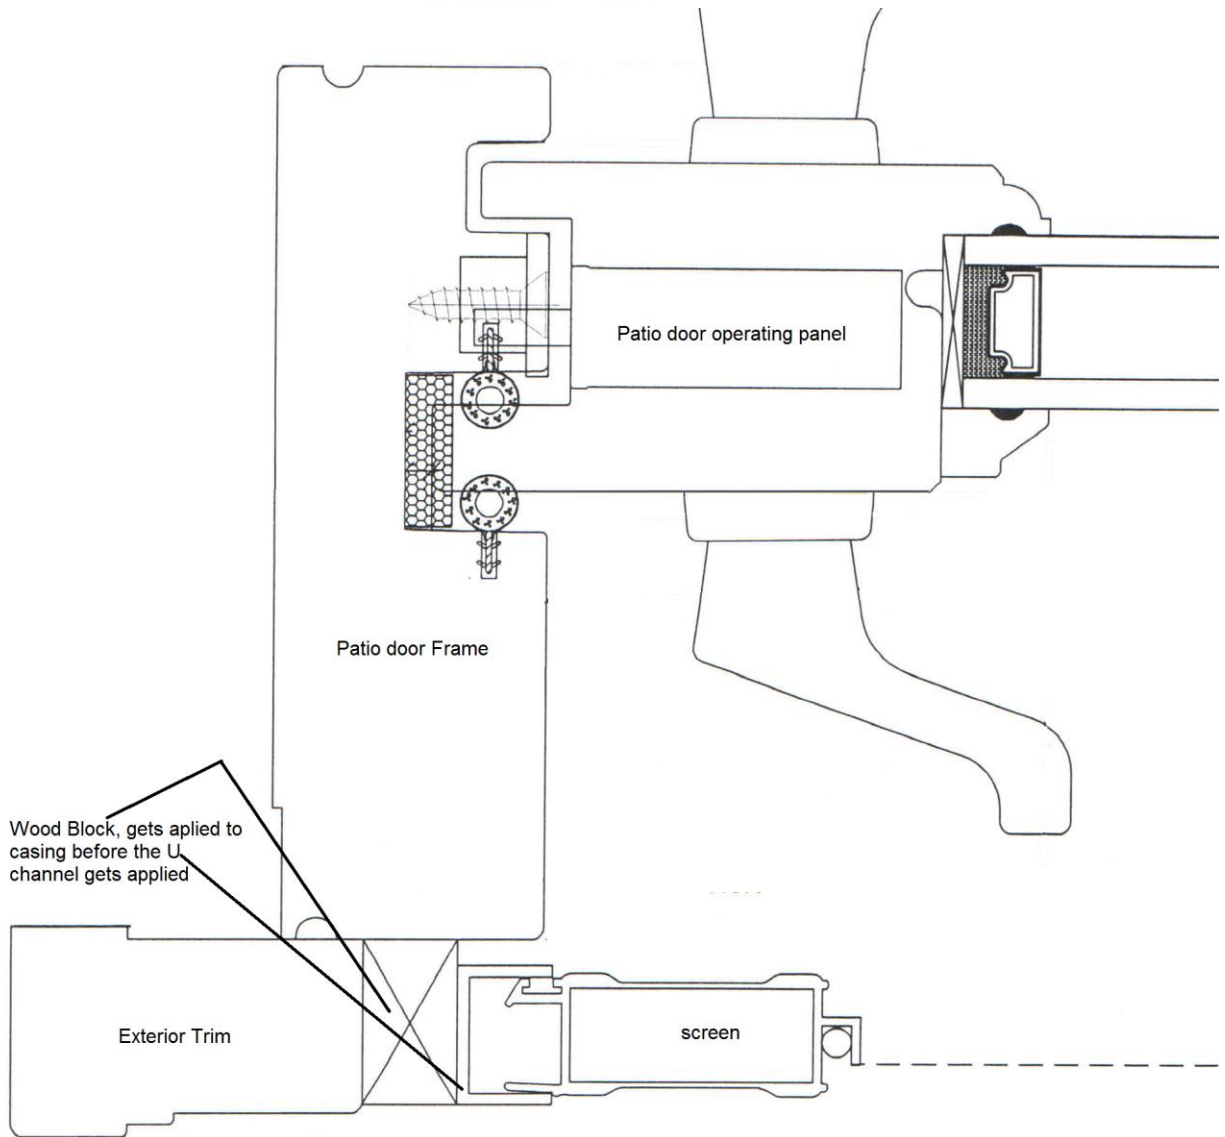 Patio door operating panel
Patio door Frame
Wood Block, gets aplied to
casing before the U
channel gets applied
Exterior Trim
screen